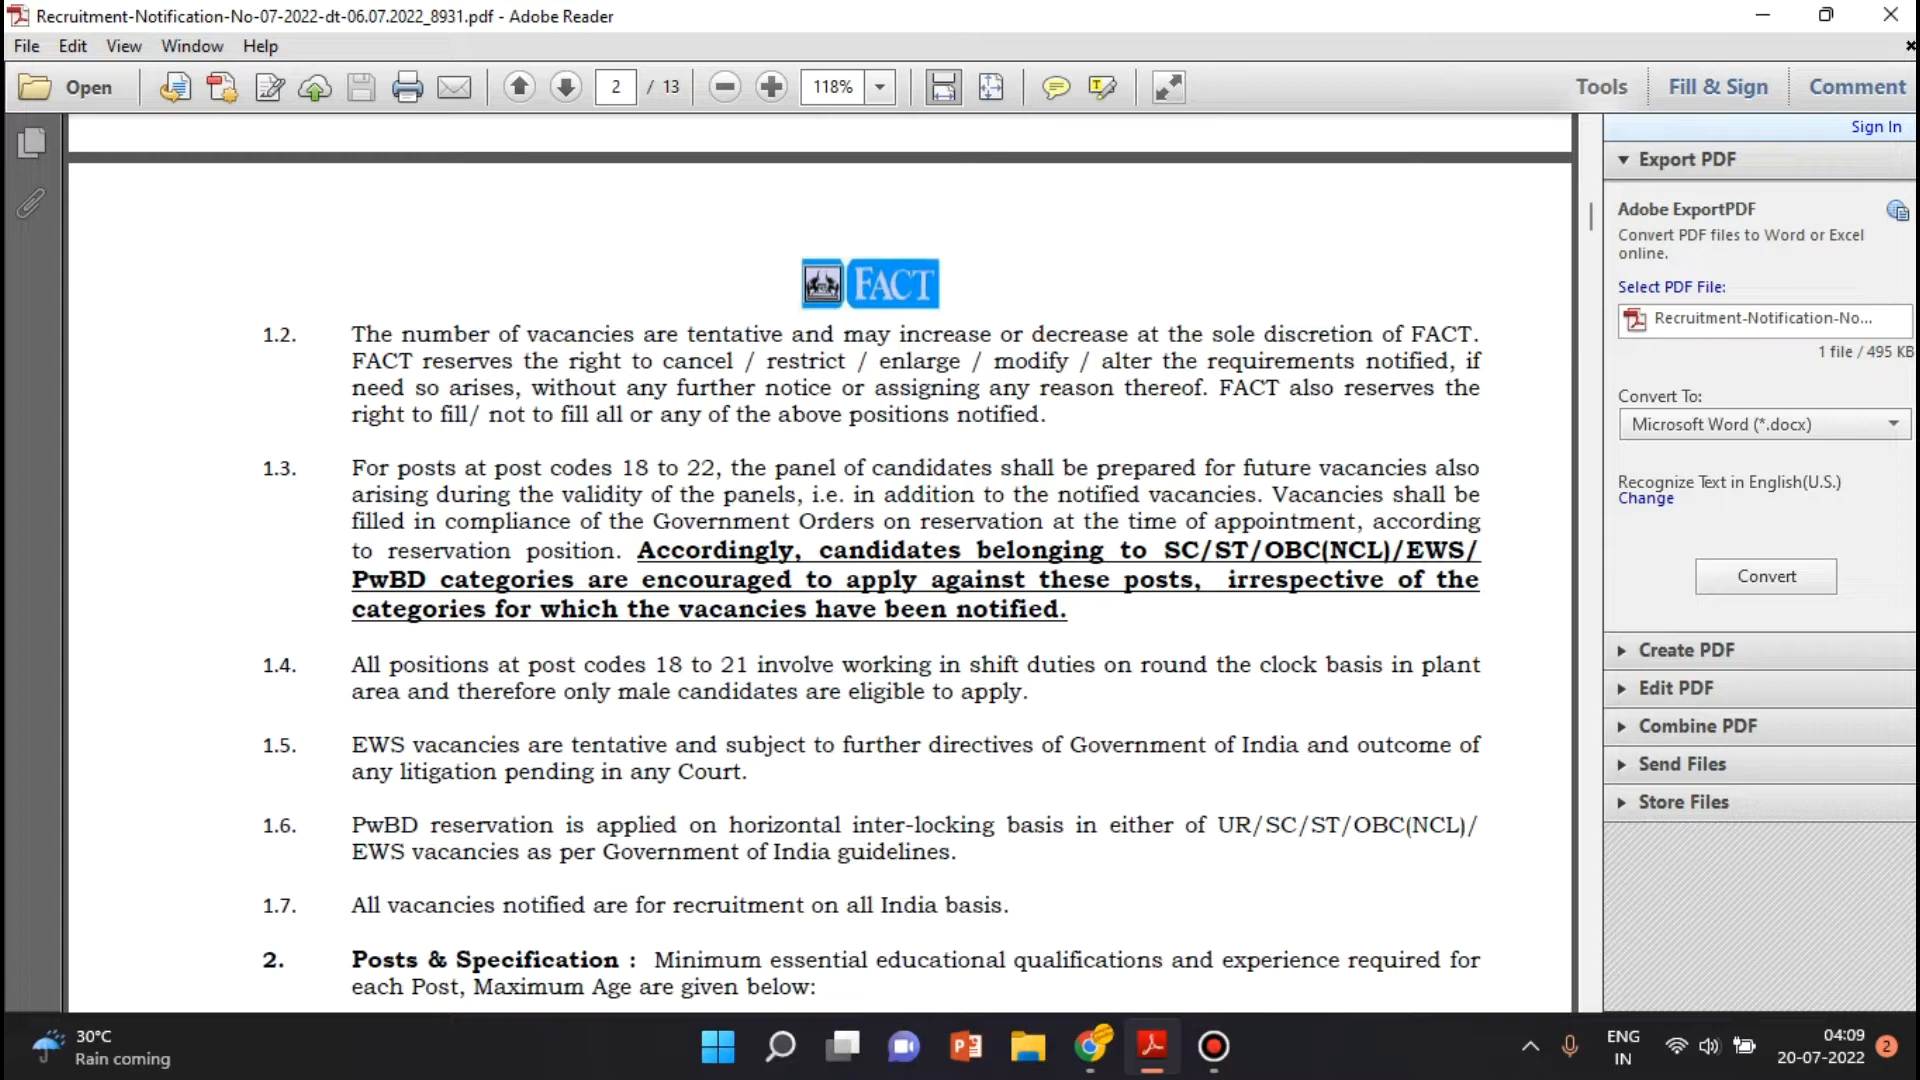 Recruitment-Notification-No-07-2022-dt-06.07.2022_8931.pdf - Adobe Reader
File Edit View Window Help
Open 2 / 13 118% Tools Fill & Sign Comment
Sign In
Export PDF
Adobe ExportPDF
Convert PDF files to Word or Excel
online.
Select PDF File:
Recruitment-Notification-No...
1 file / 495 KB
Convert To:
Microsoft Word (*.docx)
Recognize Text in English(U.S.)
Change
Convert
Create PDF
Edit PDF
Combine PDF
Send Files
Store Files
FACT
1.2. The number of vacancies are tentative and may increase or decrease at the sole discretion of FACT.
FACT reserves the right to cancel / restrict / enlarge / modify / alter the requirements notified, if
need so arises, without any further notice or assigning any reason thereof. FACT also reserves the
right to fill/ not to fill all or any of the above positions notified.
1.3. For posts at post codes 18 to 22, the panel of candidates shall be prepared for future vacancies also
arising during the validity of the panels, i.e. in addition to the notified vacancies. Vacancies shall be
filled in compliance of the Government Orders on reservation at the time of appointment, according
to reservation position. Accordingly, candidates belonging to SC/ST/OBC(NCL)/EWS/
PwBD categories are encouraged to apply against these posts, irrespective of the
categories for which the vacancies have been notified.
1.4. All positions at post codes 18 to 21 involve working in shift duties on round the clock basis in plant
area and therefore only male candidates are eligible to apply.
1.5. EWS vacancies are tentative and subject to further directives of Government of India and outcome of
any litigation pending in any Court.
1.6. PwBD reservation is applied on horizontal inter-locking basis in either of UR/SC/ST/OBC(NCL)/
EWS vacancies as per Government of India guidelines.
1.7. All vacancies notified are for recruitment on all India basis.
2. Posts & Specification : Minimum essential educational qualifications and experience required for
each Post, Maximum Age are given below:
30°C
Rain coming
ENG
IN
04:09
20-07-2022
2